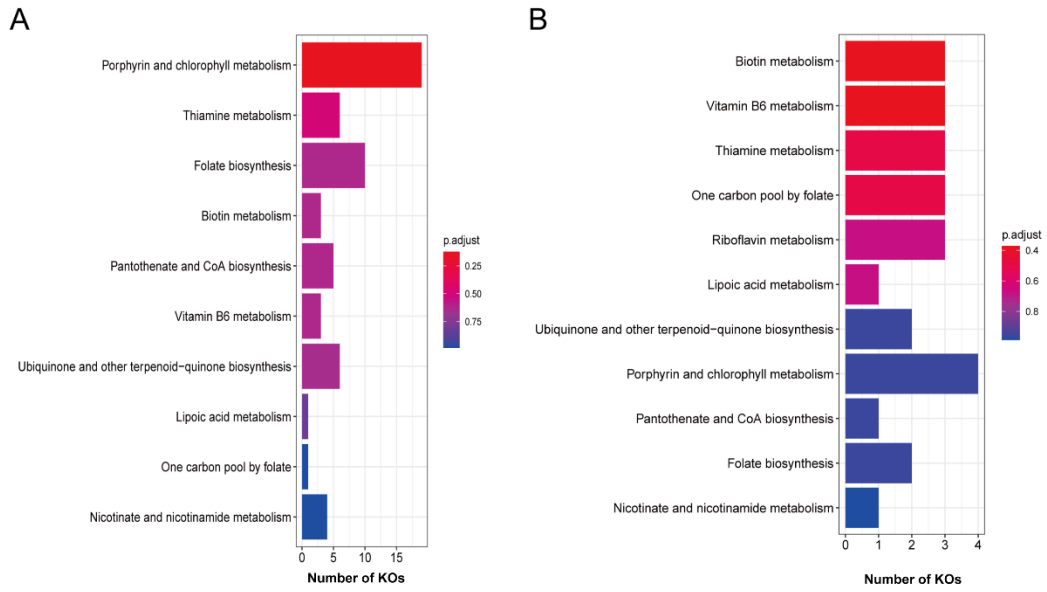 A
Porphyrin and chlorophyll metabolism
Thiamine metabolism
Folate biosynthesis
Biotin metabolism
Pantothenate and CoA biosynthesis
Vitamin B6 metabolism
Ubiquinone and other terpenoid−quinone biosynthesis
Lipoic acid metabolism
One carbon pool by folate
Nicotinate and nicotinamide metabolism
0 5 10 15
Number of KOs
p.adjust
0.25
0.50
0.75
B
Biotin metabolism
Vitamin B6 metabolism
Thiamine metabolism
One carbon pool by folate
Riboflavin metabolism
Lipoic acid metabolism
Ubiquinone and other terpenoid−quinone biosynthesis
Porphyrin and chlorophyll metabolism
Pantothenate and CoA biosynthesis
Folate biosynthesis
Nicotinate and nicotinamide metabolism
0 1 2 3 4
Number of KOs
p.adjust
0.4
0.6
0.8